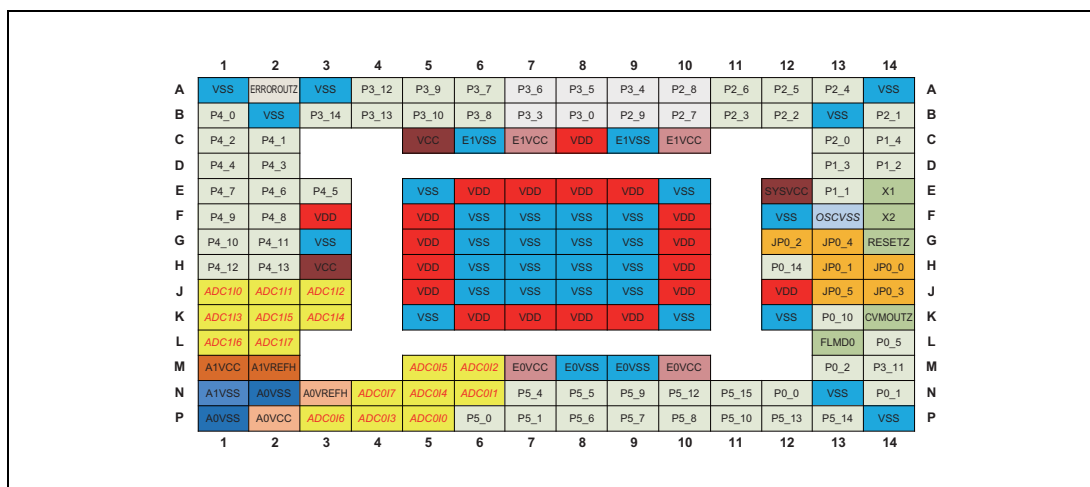 1 2 3 4 5 6 7 8 9 10 11 12 13 14
A VSS ERROROUTZ VSS P3_12 P3_9 P3_7 P3_6 P3_5 P3_4 P2_8 P2_6 P2_5 P2_4 VSS A
B P4_0 VSS P3_14 P3_13 P3_10 P3_8 P3_3 P3_0 P2_9 P2_7 P2_3 P2_2 VSS P2_1 B
C P4_2 P4_1 VCC E1VSS E1VCC VDD E1VSS E1VCC P2_0 P1_4 C
D P4_4 P4_3 P1_3 P1_2 D
E P4_7 P4_6 P4_5 VSS VDD VDD VDD VDD VSS SYSVCC P1_1 X1 E
F P4_9 P4_8 VDD VDD VSS VSS VSS VSS VDD VSS OSCVSS X2 F
G P4_10 P4_11 VSS VDD VSS VSS VSS VSS VDD JP0_2 JP0_4 RESETZ G
H P4_12 P4_13 VCC VDD VSS VSS VSS VSS VDD P0_14 JP0_1 JP0_0 H
J ADC1I0 ADC1I1 ADC1I2 VDD VSS VSS VSS VSS VDD VDD JP0_5 JP0_3 J
K ADC1I3 ADC1I5 ADC1I4 VSS VDD VDD VDD VDD VSS VSS P0_10 CVMOUTZ K
L ADC1I6 ADC1I7 FLMD0 P0_5 L
M A1VCC A1VREFH ADC0I5 ADC0I2 E0VCC E0VSS E0VSS E0VCC P0_2 P3_11 M
N A1VSS A0VSS A0VREFH ADC0I7 ADC0I4 ADC0I1 P5_4 P5_5 P5_9 P5_12 P5_15 P0_0 VSS P0_1 N
P A0VSS A0VCC ADC0I6 ADC0I3 ADC0I0 P5_0 P5_1 P5_6 P5_7 P5_8 P5_10 P5_13 P5_14 VSS P
1 2 3 4 5 6 7 8 9 10 11 12 13 14